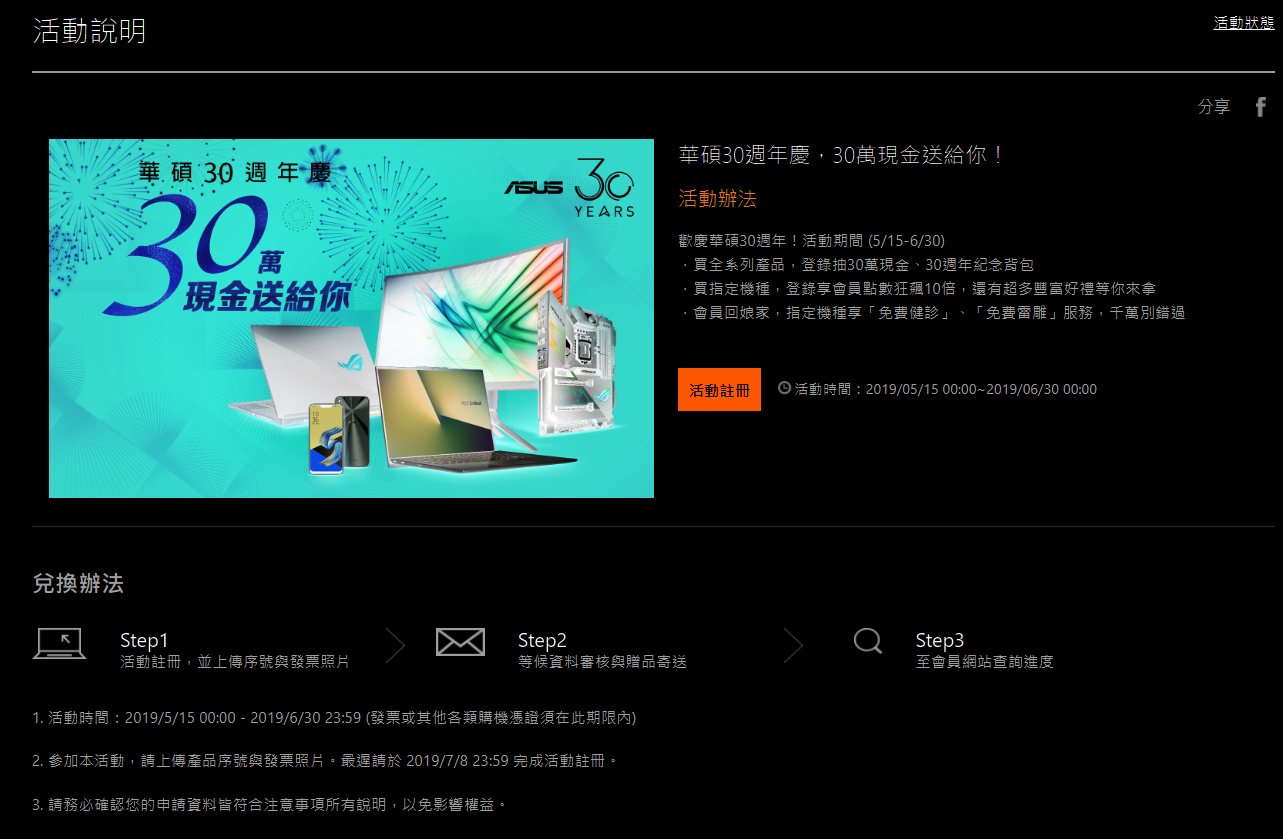 活動說明
活動狀態
分享
華碩30週年慶
30萬
現金送給你
ASUS 30 YEARS
華碩30週年慶，30萬現金送給你！
活動辦法
歡慶華碩30週年！活動期間 (5/15-6/30)
．買全系列產品，登錄抽30萬現金、30週年紀念背包
．買指定機種，登錄享會員點數狂飆10倍，還有超多豐富好禮等你來拿
．會員回娘家，指定機種享「免費健診」、「免費雷雕」服務，千萬別錯過
活動註冊
活動時間：2019/05/15 00:00~2019/06/30 00:00
兌換辦法
Step1
活動註冊，並上傳序號與發票照片
Step2
等候資料審核與贈品寄送
Step3
至會員網站查詢進度
1. 活動時間：2019/5/15 00:00 - 2019/6/30 23:59 (發票或其他各類購機憑證須在此期限內)
2. 參加本活動，請上傳產品序號與發票照片。最遲請於 2019/7/8 23:59 完成活動註冊。
3. 請務必確認您的申請資料皆符合注意事項所有說明，以免影響權益。